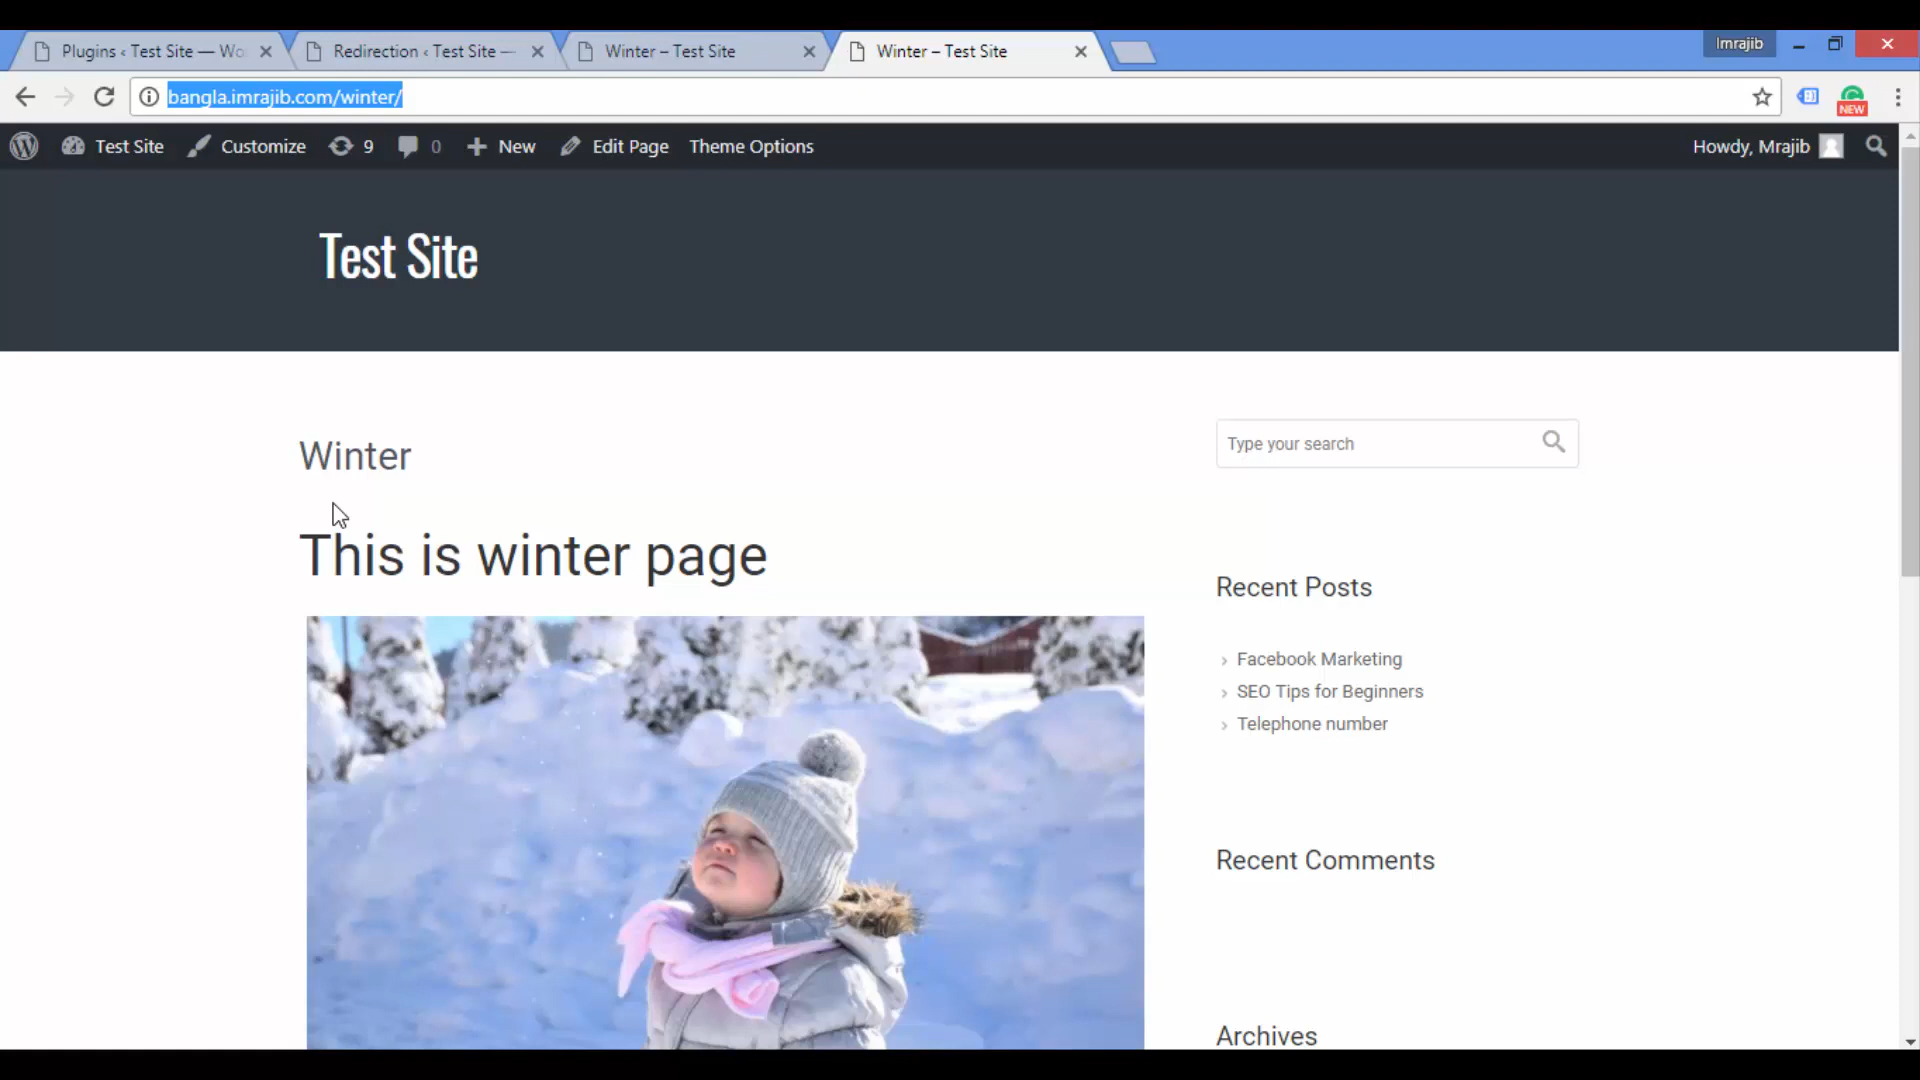 Plugins ‹ Test Site — Wo
Redirection ‹ Test Site —
Winter – Test Site
Winter – Test Site
Imrajib
bangla.imrajib.com/winter/
NEW
Test Site
Customize
9
0
New
Edit Page
Theme Options
Howdy, Mrajib
Test Site
Winter
This is winter page
Type your search
Recent Posts
Facebook Marketing
SEO Tips for Beginners
Telephone number
Recent Comments
Archives